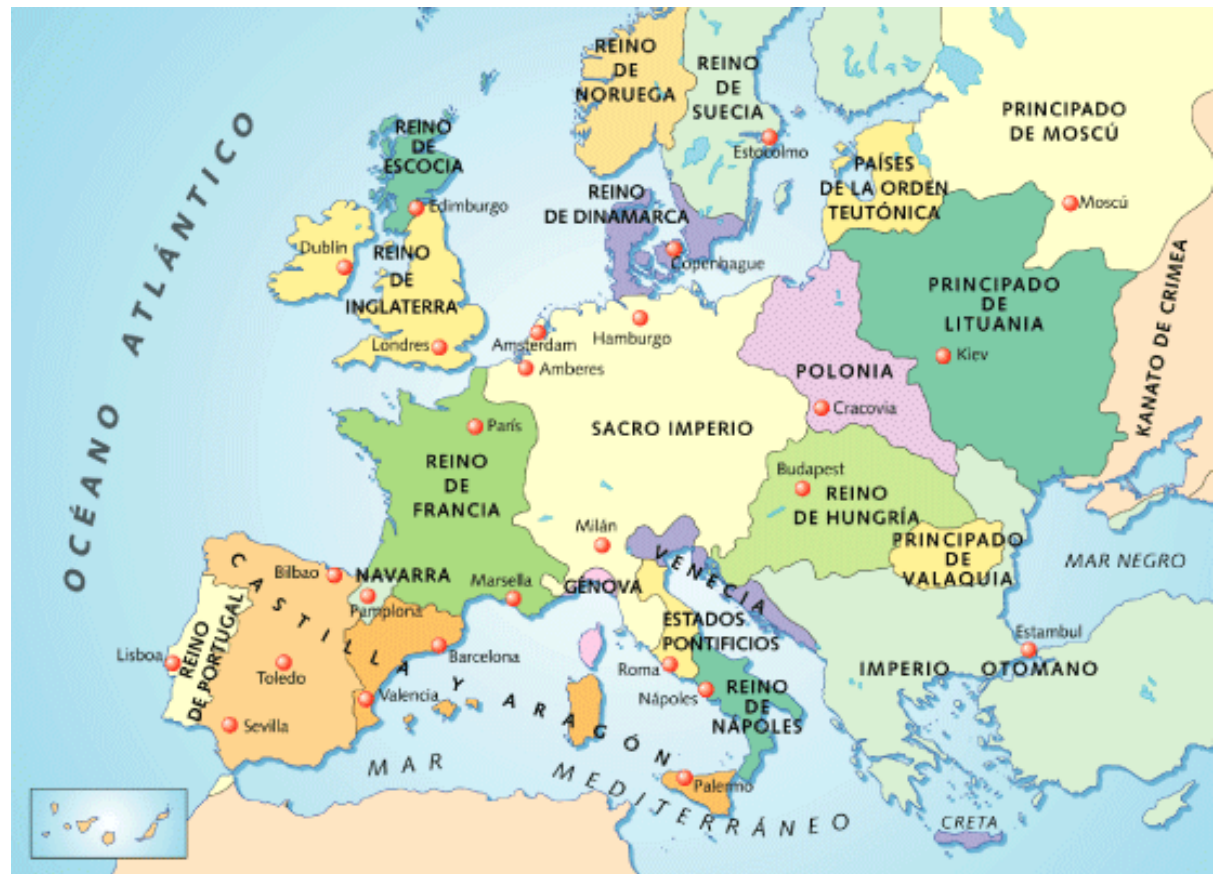 OCÉANO ATLÁNTICO
REINO
DE
NORUEGA
REINO
DE
SUECIA
Estocolmo
PRINCIPADO
DE MOSCÚ
Moscú
REINO
DE
ESCOCIA
Edimburgo
PAÍSES
DE LA ORDEN
TEUTÓNICA
REINO
DE DINAMARCA
Copenhague
Dublín
REINO
DE
INGLATERRA
Londres
Amsterdam
Amberes
Hamburgo
PRINCIPADO
DE
LITUANIA
Kiev
KANATO DE CRIMEA
POLONIA
Cracovia
SACRO IMPERIO
París
REINO
DE
FRANCIA
Budapest
REINO
DE HUNGRÍA
Milán
PRINCIPADO
DE
VALAQUIA
MAR NEGRO
VENECIA
GÉNOVA
Marsella
NAVARRA
Pamplona
Bilbao
CASTILLA Y ARAGÓN
REINO
DE PORTUGAL
Lisboa
Toledo
Barcelona
Valencia
Sevilla
ESTADOS
PONTIFICIOS
Roma
Nápoles
REINO
DE
NÁPOLES
Palermo
IMPERIO OTOMANO
Estambul
MAR MEDITERRÁNEO
CRETA